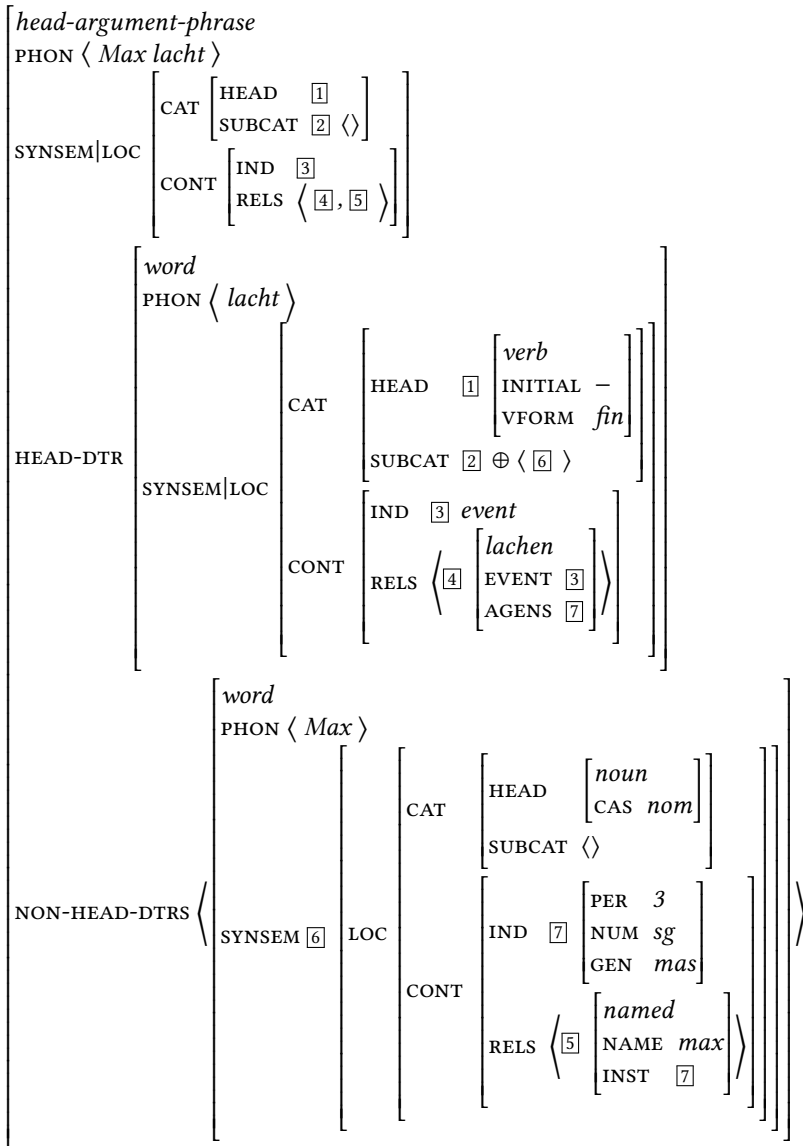 head-argument-phrase
PHON ⟨ Max lacht ⟩
SYNSEM|LOC
CAT
HEAD 1
SUBCAT 2 ⟨⟩
CONT
IND 3
RELS ⟨ 4 , 5 ⟩
HEAD-DTR
word
PHON ⟨ lacht ⟩
SYNSEM|LOC
CAT
HEAD 1
verb
INITIAL −
VFORM fin
SUBCAT 2 ⊕ ⟨ 6 ⟩
CONT
IND 3 event
RELS ⟨ 4
lachen
EVENT 3
AGENS 7 ⟩
NON-HEAD-DTRS ⟨
word
PHON ⟨ Max ⟩
SYNSEM 6
LOC
CAT
HEAD
noun
CAS nom
SUBCAT ⟨⟩
CONT
IND 7
PER 3
NUM sg
GEN mas
RELS ⟨ 5
named
NAME max
INST 7 ⟩
⟩